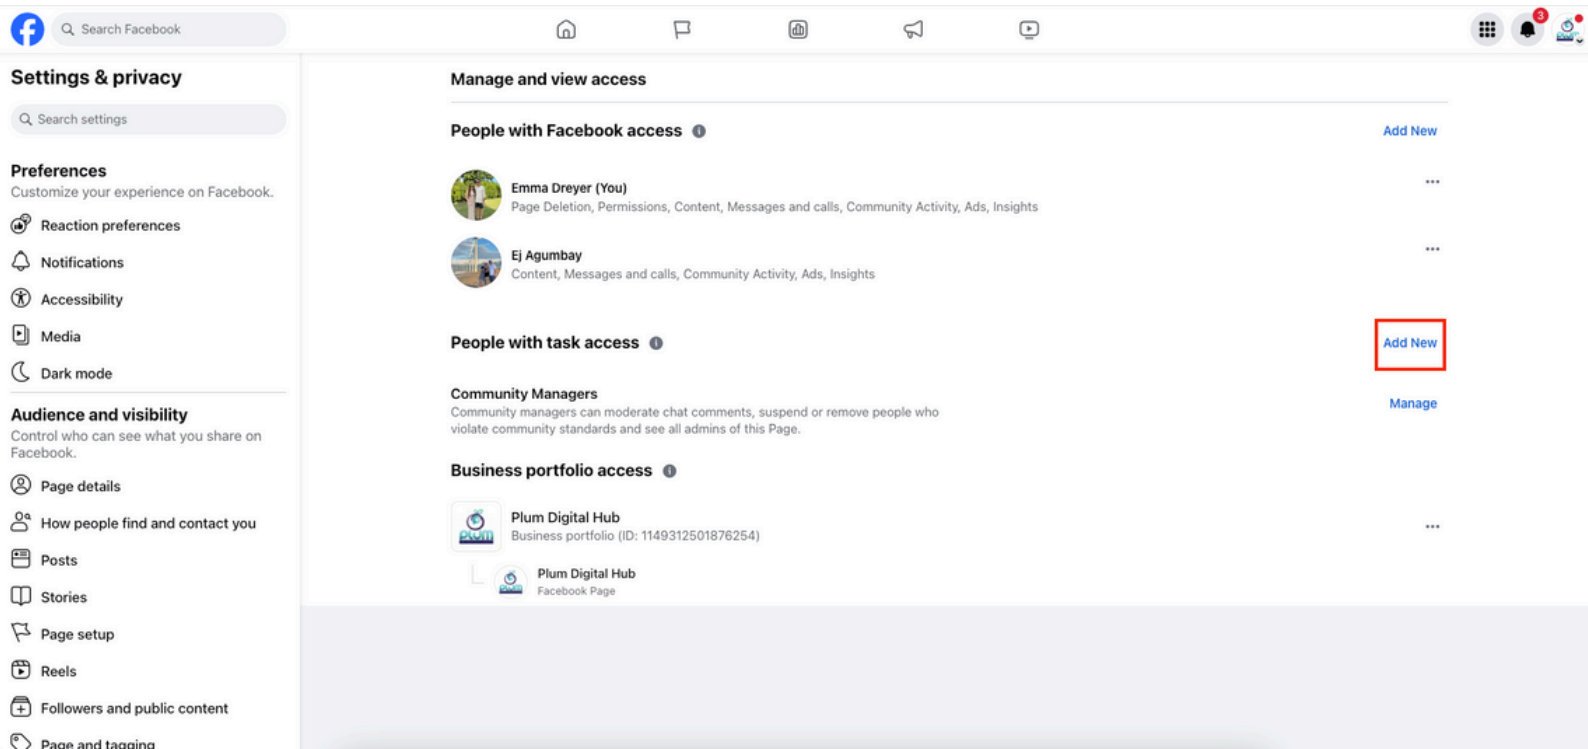 Search Facebook
3
Settings & privacy
Search settings
Preferences
Customize your experience on Facebook.
Reaction preferences
Notifications
Accessibility
Media
Dark mode
Audience and visibility
Control who can see what you share on
Facebook.
Page details
How people find and contact you
Posts
Stories
Page setup
Reels
Followers and public content
Page and tagging
Manage and view access
People with Facebook access
Add New
Emma Dreyer (You)
Page Deletion, Permissions, Content, Messages and calls, Community Activity, Ads, Insights
Ej Agumbay
Content, Messages and calls, Community Activity, Ads, Insights
People with task access
Add New
Community Managers
Community managers can moderate chat comments, suspend or remove people who
violate community standards and see all admins of this Page.
Manage
Business portfolio access
PLUM
Plum Digital Hub
Business portfolio (ID: 1149312501876254)
Plum Digital Hub
Facebook Page